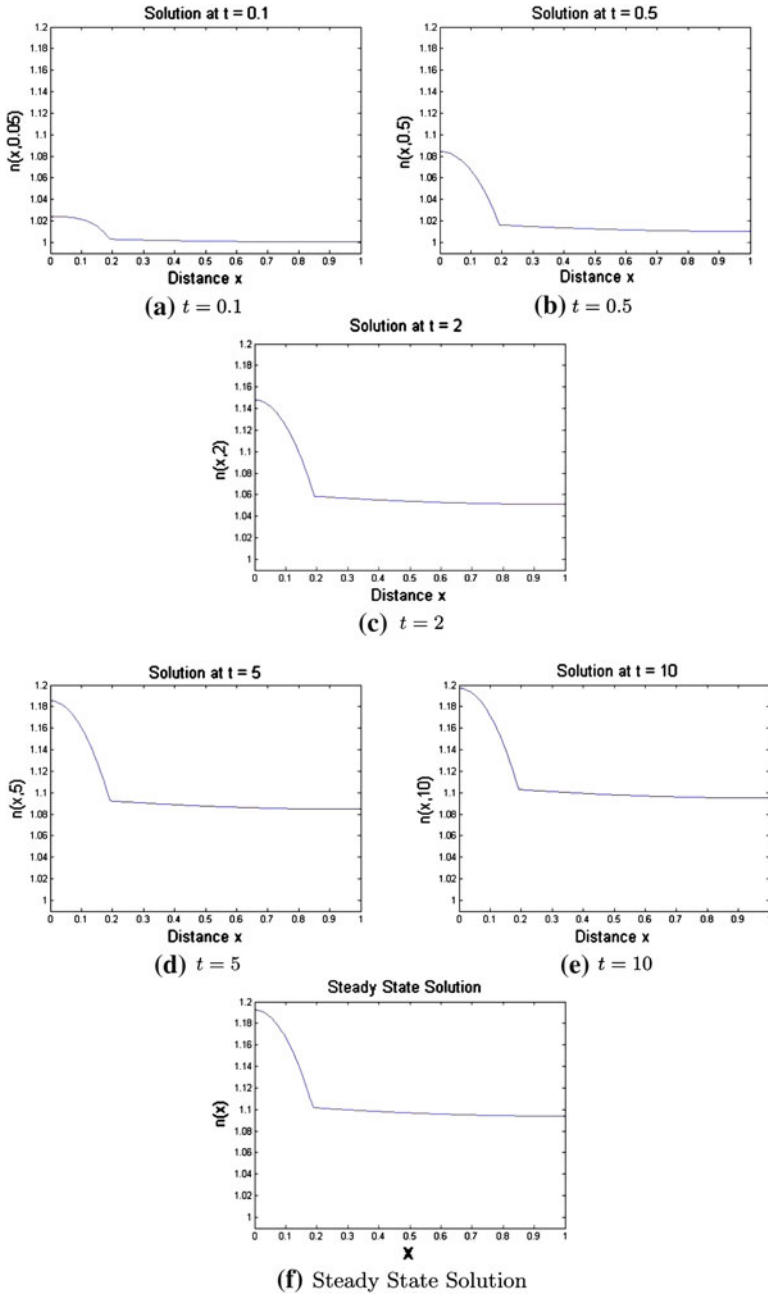 Solution at t = 0.1
1.2
1.18
1.16
1.14
1.12
1.1
1.08
1.06
1.04
1.02
1
n(x,0.05)
0 0.1 0.2 0.3 0.4 0.5 0.6 0.7 0.8 0.9 1
Distance x
(a) t = 0.1
Solution at t = 0.5
1.2
1.18
1.16
1.14
1.12
1.1
1.08
1.06
1.04
1.02
1
n(x,0.5)
0 0.1 0.2 0.3 0.4 0.5 0.6 0.7 0.8 0.9 1
Distance x
(b) t = 0.5
Solution at t = 2
1.2
1.18
1.16
1.14
1.12
1.1
1.08
1.06
1.04
1.02
1
n(x,2)
0 0.1 0.2 0.3 0.4 0.5 0.6 0.7 0.8 0.9 1
Distance x
(c) t = 2
Solution at t = 5
1.2
1.18
1.16
1.14
1.12
1.1
1.08
1.06
1.04
1.02
1
n(x,5)
0 0.1 0.2 0.3 0.4 0.5 0.6 0.7 0.8 0.9 1
Distance x
(d) t = 5
Solution at t = 10
1.2
1.18
1.16
1.14
1.12
1.1
1.08
1.06
1.04
1.02
1
n(x,10)
0 0.1 0.2 0.3 0.4 0.5 0.6 0.7 0.8 0.9 1
Distance x
(e) t = 10
Steady State Solution
1.2
1.18
1.16
1.14
1.12
1.1
1.08
1.06
1.04
1.02
1
n(x)
0 0.1 0.2 0.3 0.4 0.5 0.6 0.7 0.8 0.9 1
X
(f) Steady State Solution